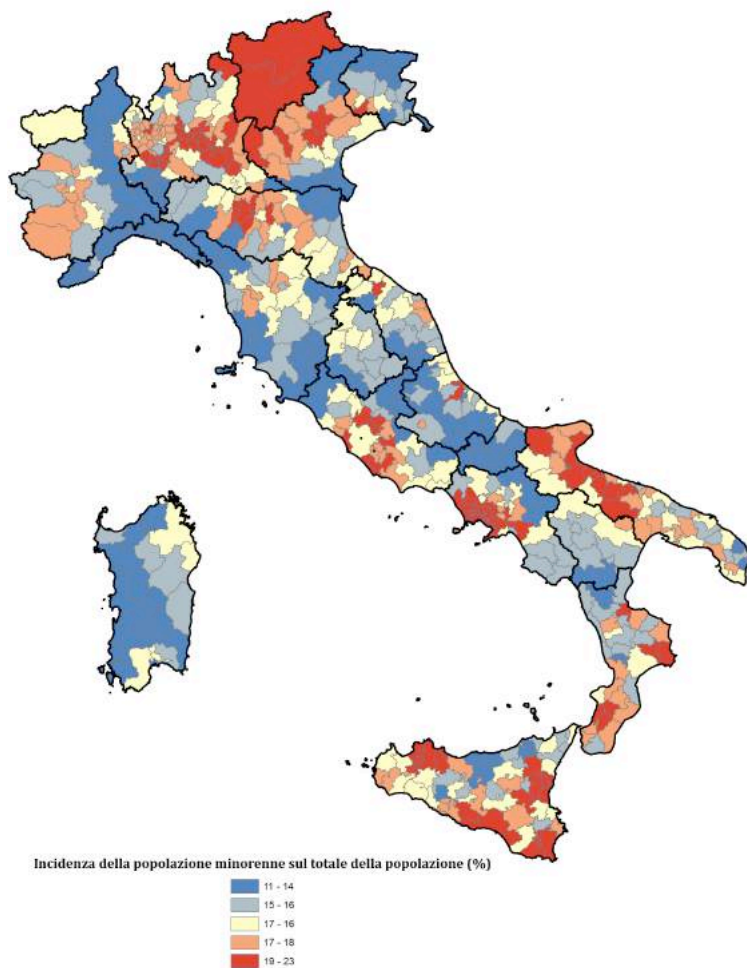 Incidenza della popolazione minorenne sul totale della popolazione (%)
11 - 14
15 - 16
17 - 16
17 - 18
19 - 23